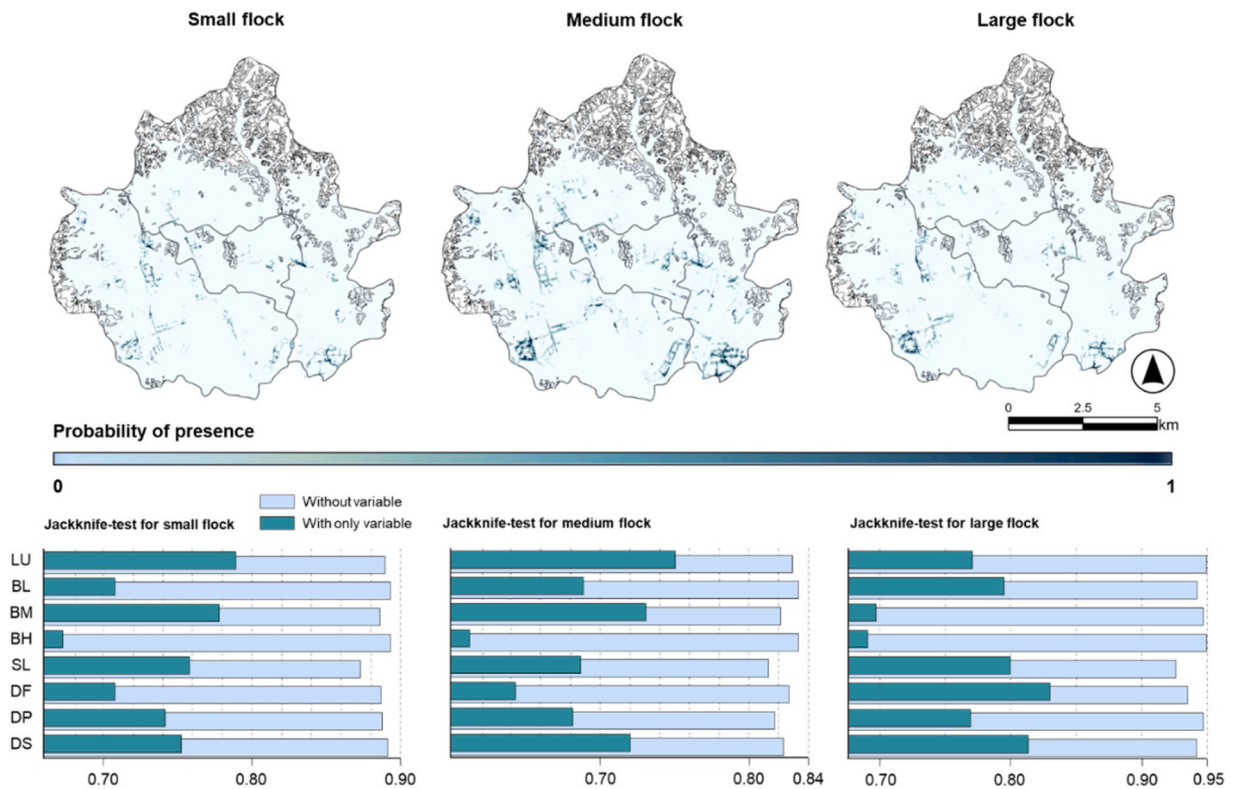 Small flock Medium flock Large flock
0 2.5 5
km
Probability of presence
0 1
Without variable
With only variable
Jackknife-test for small flock Jackknife-test for medium flock Jackknife-test for large flock
LU
BL
BM
BH
SL
DF
DP
DS
0.70 0.80 0.90 0.70 0.80 0.84 0.70 0.80 0.90 0.95